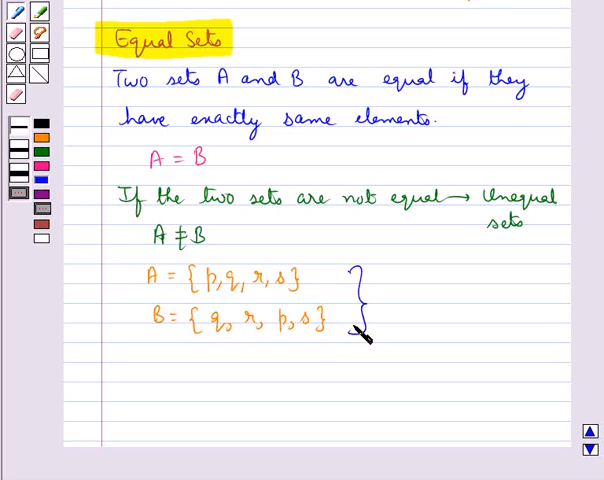 Equal Sets
Two sets A and B are equal if they
have exactly same elements.
A = B
If the two sets are not equal → Unequal
sets
A ≠ B
A = { p, q, r, s }
B = { q, r, p, s }